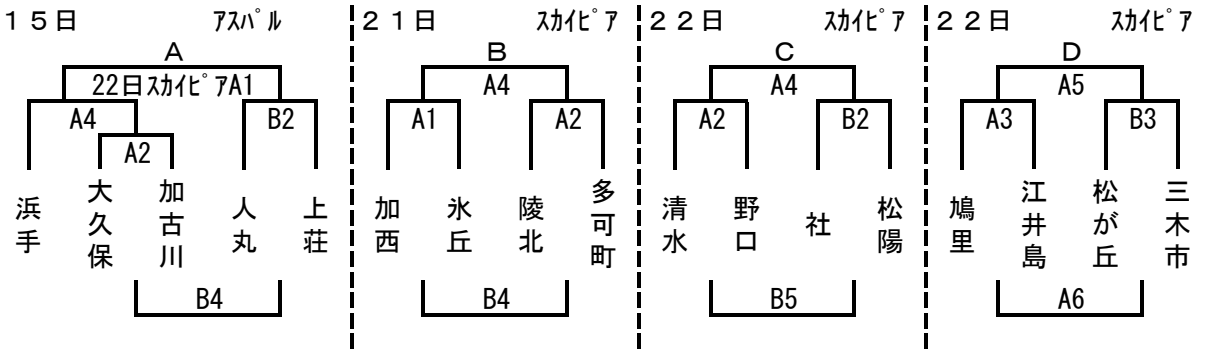 １５日 ｱｽﾊﾟﾙ
２１日 ｽｶｲﾋﾟｱ
２２日 ｽｶｲﾋﾟｱ
２２日 ｽｶｲﾋﾟｱ
A
B
C
D
22日ｽｶｲﾋﾟｱA1
A4
A4
A5
A4
B2
A1
A2
A2
B2
A3
B3
A2
浜手
大久保
加古川
人丸
上荘
加西
氷丘
陵北
多可町
清水
野口
社
松陽
鳩里
江井島
松が丘
三木市
B4
B4
B5
A6